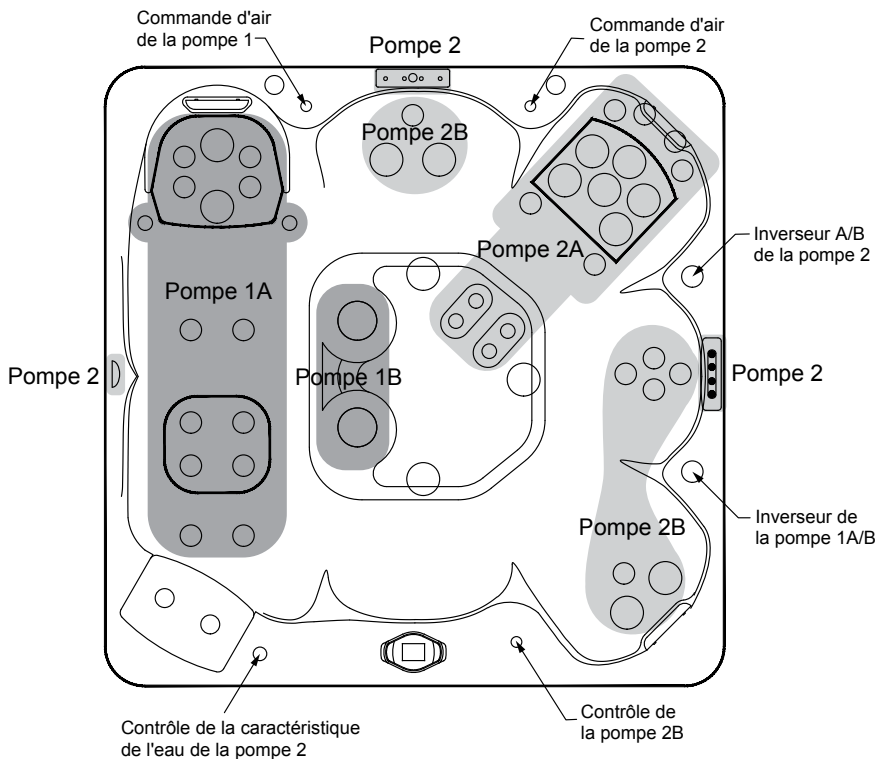 Commande d'air
de la pompe 1
Pompe 2
Commande d'air
de la pompe 2
Pompe 2B
Pompe 2A
Inverseur A/B
de la pompe 2
Pompe 1A
Pompe 2
Pompe 1B
Pompe 2
Pompe 2B
Inverseur de
la pompe 1A/B
Contrôle de la caractéristique
de l'eau de la pompe 2
Contrôle de
la pompe 2B